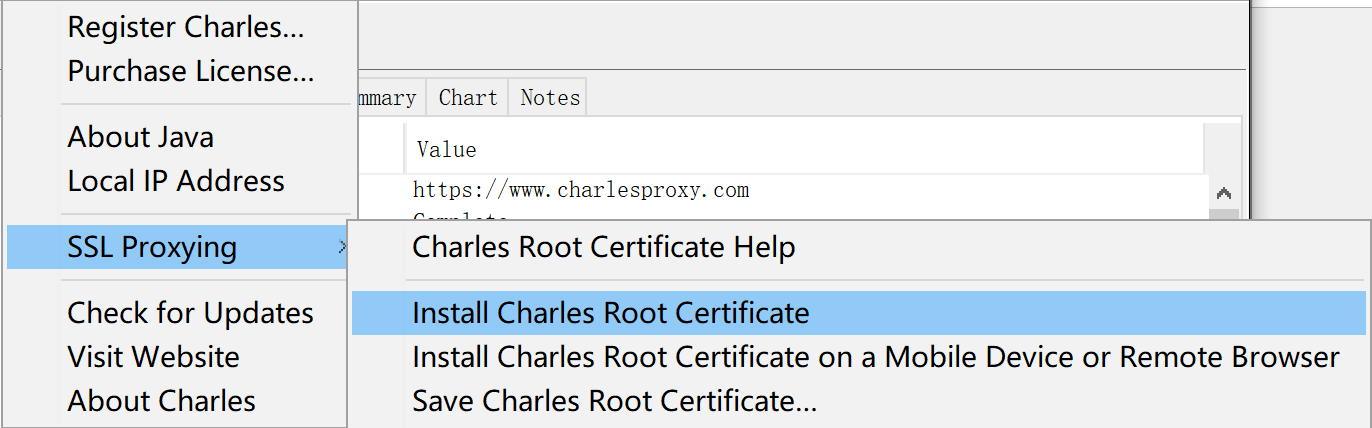 Register Charles...
Purchase License...
About Java
Local IP Address
SSL Proxying
Check for Updates
Visit Website
About Charles
Chart
Notes
Value
https://www.charlesproxy.com
Charles Root Certificate Help
Install Charles Root Certificate
Install Charles Root Certificate on a Mobile Device or Remote Browser
Save Charles Root Certificate...